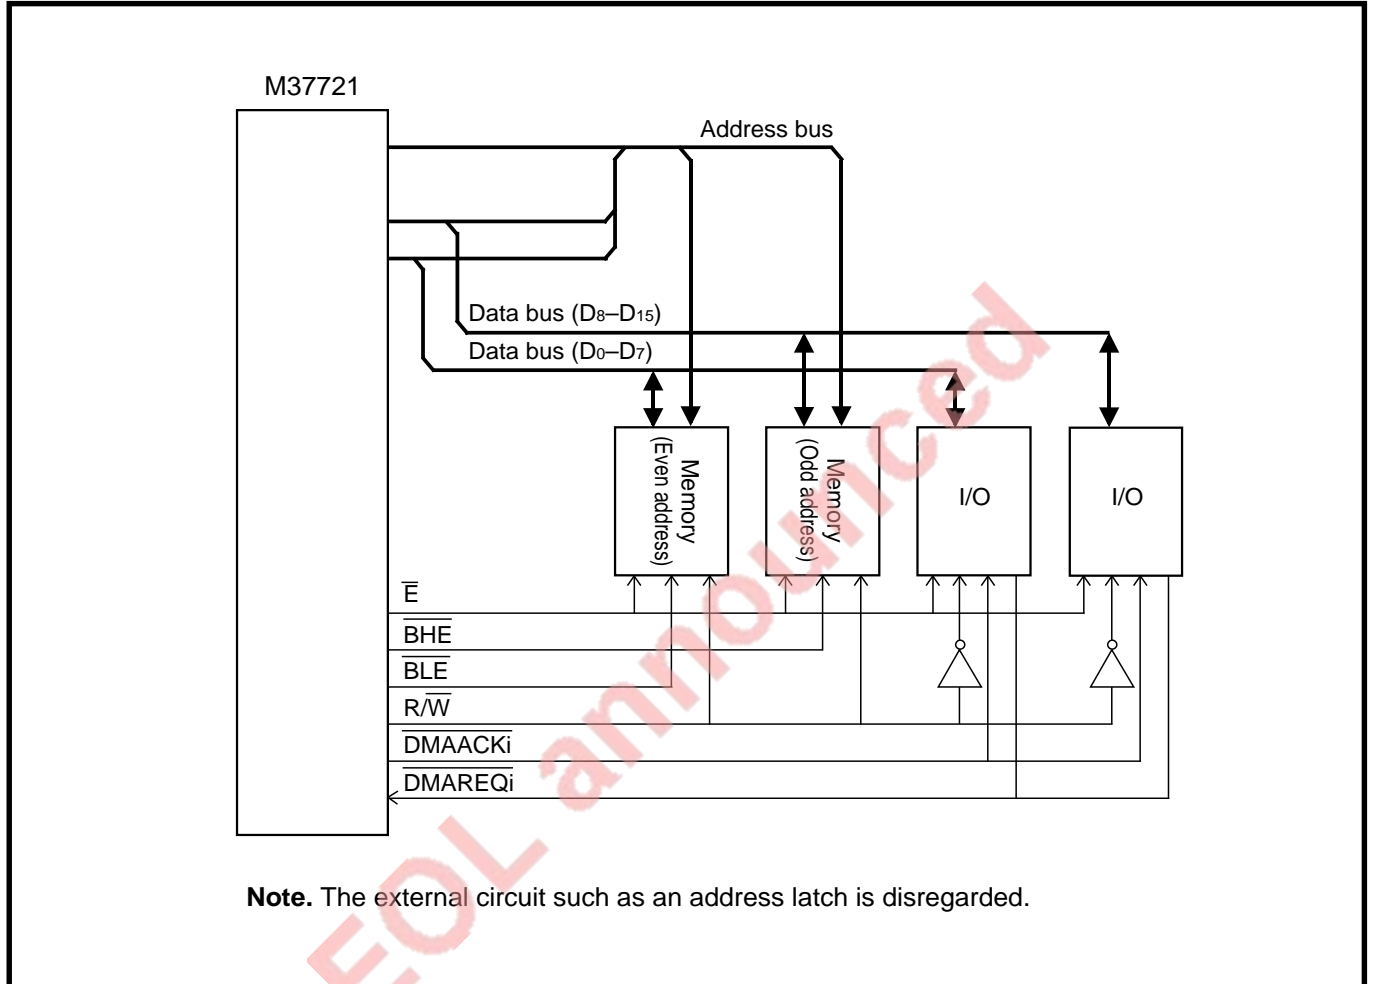 M37721
Address bus
Data bus (D8–D15)
Data bus (D0–D7)
Memory
(Even address)
Memory
(Odd address)
I/O
I/O
E
BHE
BLE
R/W
DMAACKi
DMAREQi
Note. The external circuit such as an address latch is disregarded.
EOL announced